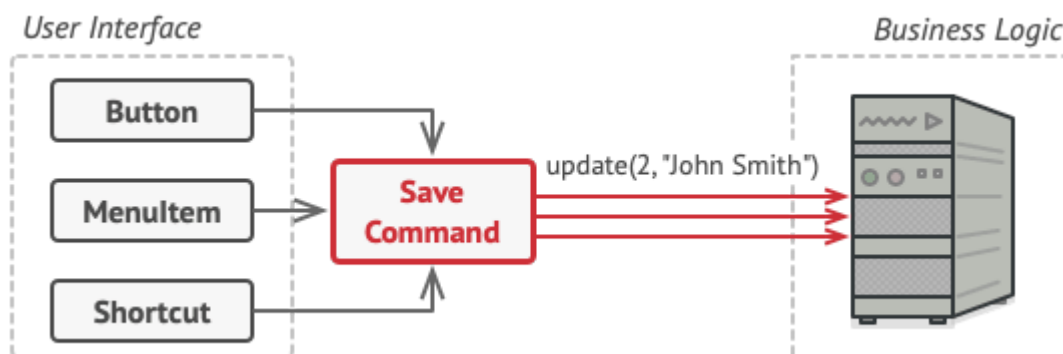 User Interface
Business Logic
Button
update(2, "John Smith")
Save
Command
MenuItem
Shortcut